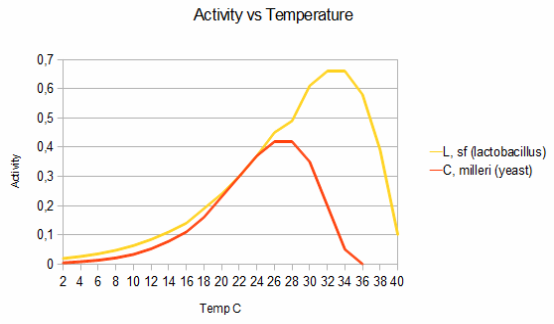 Activity vs Temperature
0,7
0,6
0,5
0,4
0,3
0,2
0,1
0
Activity
2 4 6 8 10 12 14 16 18 20 22 24 26 28 30 32 34 36 38 40
Temp C
L, sf (lactobacillus)
C, milleri (yeast)